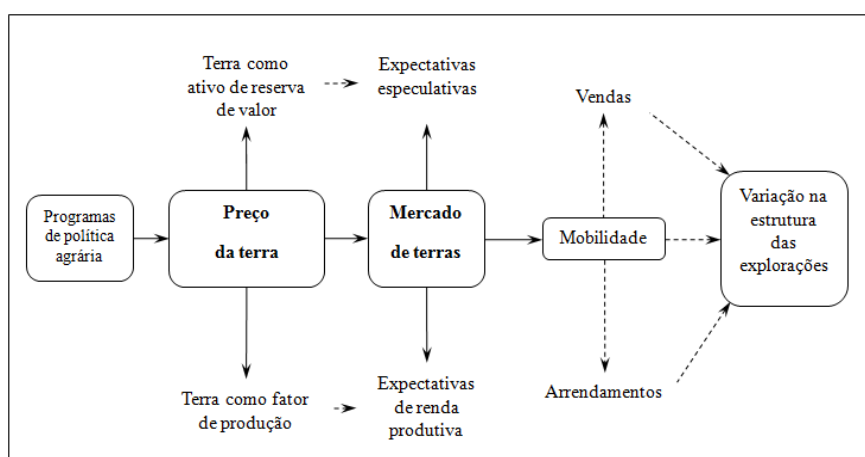 Terra como
ativo de reserva
de valor
Expectativas
especulativas
Vendas
Programas
de política
agrária
Preço
da terra
Mercado
de terras
Mobilidade
Variação na
estrutura
das
explorações
Terra como fator
de produção
Expectativas
de renda
produtiva
Arrendamentos